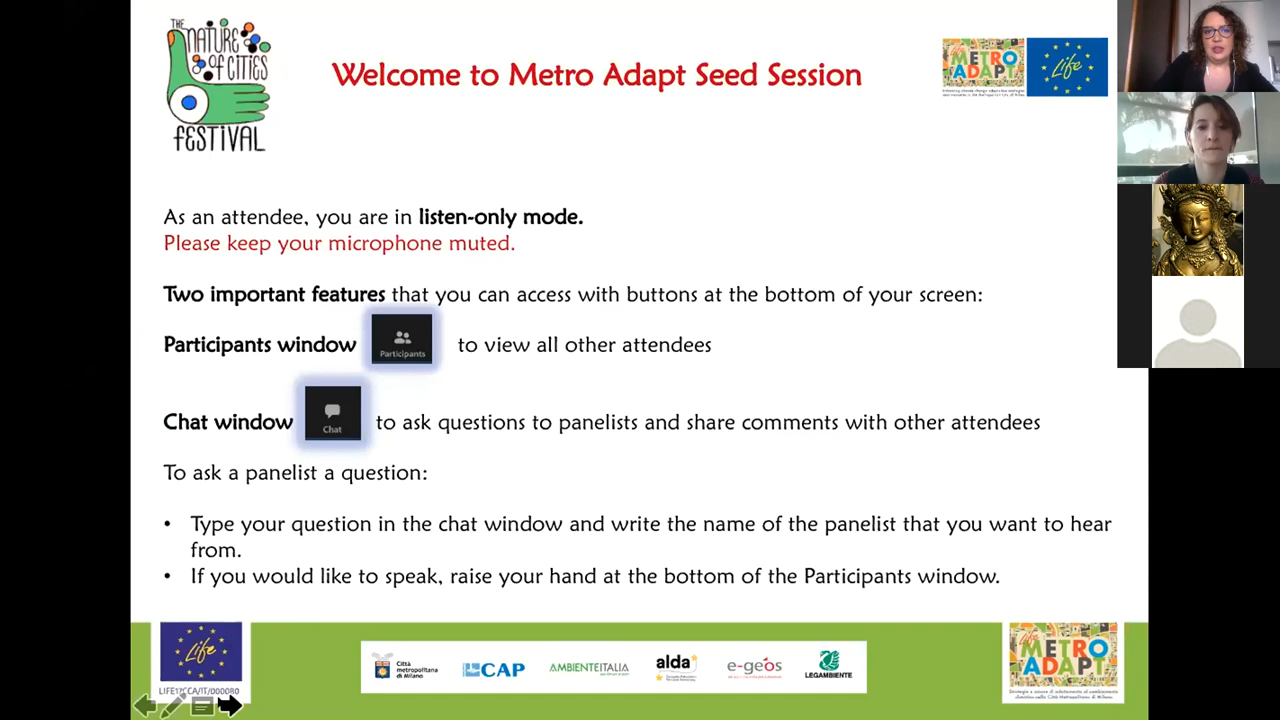 THE
NATURE
OF CITIES
FESTIVAL
Welcome to Metro Adapt Seed Session
METRO
ADAPT
Life
As an attendee, you are in listen-only mode.
Please keep your microphone muted.
Two important features that you can access with buttons at the bottom of your screen:
Participants window
Participants
to view all other attendees
Chat window
Chat
to ask questions to panelists and share comments with other attendees
To ask a panelist a question:
• Type your question in the chat window and write the name of the panelist that you want to hear
from.
• If you would like to speak, raise your hand at the bottom of the Participants window.
Life
Città
metropolitana
di Milano
CAP
AMBIENTEITALIA
alda
e-geos
LEGAMBIENTE
life
METRO
ADAPT